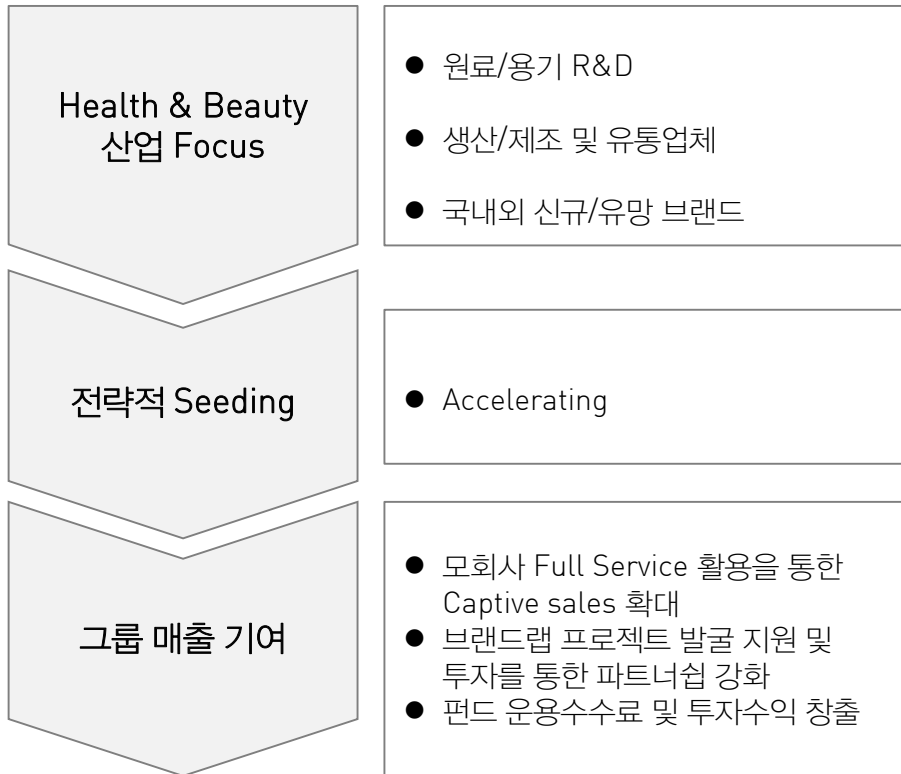 Health & Beauty
산업 Focus
● 원료/용기 R&D
● 생산/제조 및 유통업체
● 국내외 신규/유망 브랜드
전략적 Seeding
● Accelerating
그룹 매출 기여
● 모회사 Full Service 활용을 통한
Captive sales 확대
● 브랜드랩 프로젝트 발굴 지원 및
투자를 통한 파트너쉽 강화
● 펀드 운용수수료 및 투자수익 창출